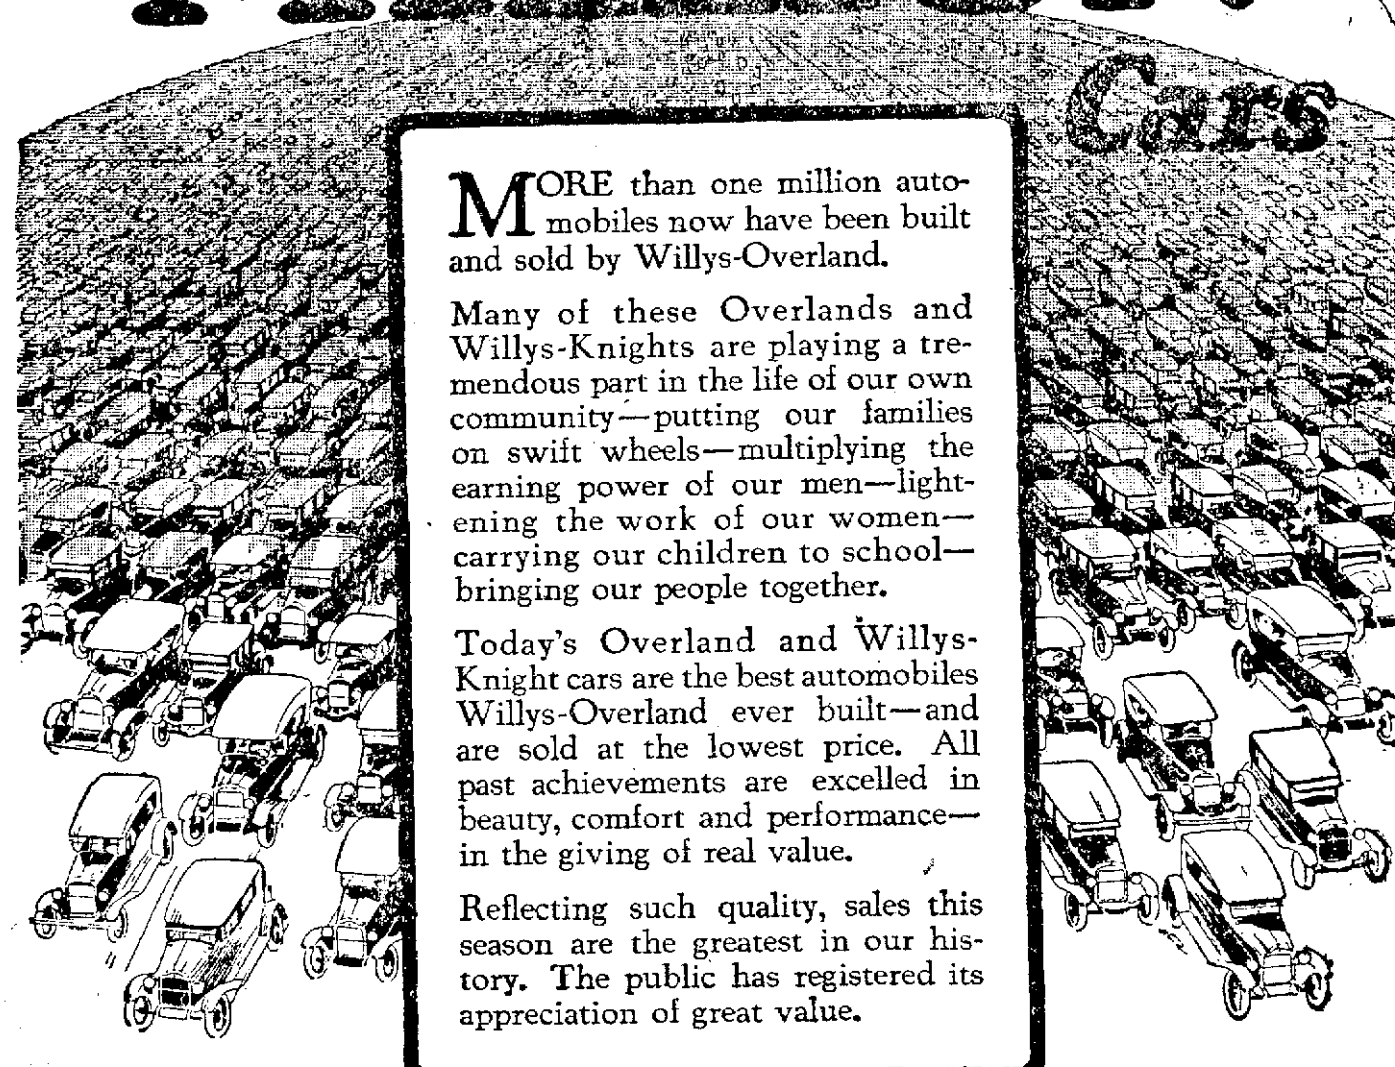 Cars
MORE than one million auto-
mobiles now have been built
and sold by Willys-Overland.
Many of these Overlands and
Willys-Knights are playing a tre-
mendous part in the life of our own
community—putting our families
on swift wheels—multiplying the
earning power of our men—light-
ening the work of our women—
carrying our children to school—
bringing our people together.
Today's Overland and Willys-
Knight cars are the best automobiles
Willys-Overland ever built—and
are sold at the lowest price. All
past achievements are excelled in
beauty, comfort and performance—
in the giving of real value.
Reflecting such quality, sales this
season are the greatest in our his-
tory. The public has registered its
appreciation of great value.